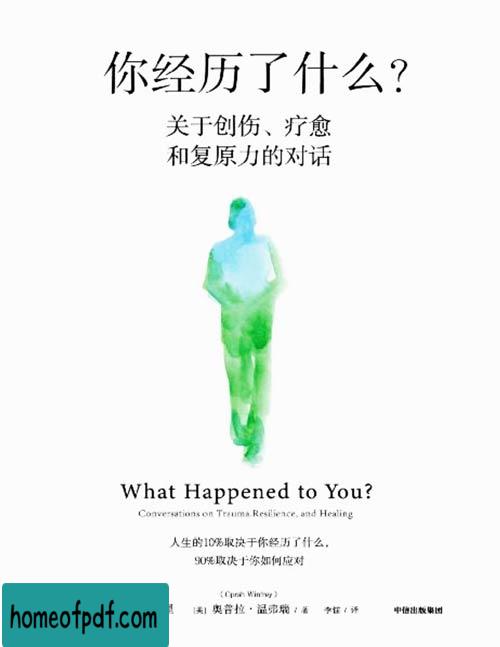 你经历了什么？
关于创伤、疗愈
和复原力的对话
What Happened to You?
Conversations on Trauma, Resilience, and Healing
人生的10%取决于你经历了什么，
90%取决于你如何应对
（Oprah Winfrey）
［美］奥普拉·温弗瑞／著 李镭／译 中信出版集团
homeofpdf.com